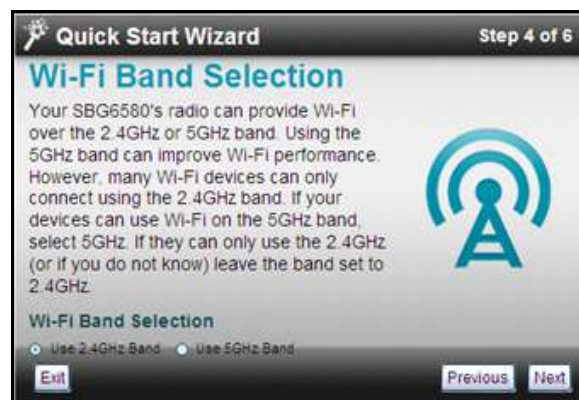 Quick Start Wizard
Step 4 of 6
Wi-Fi Band Selection
Your SBG6580's radio can provide Wi-Fi
over the 2.4GHz or 5GHz band. Using the
5GHz band can improve Wi-Fi performance.
However, many Wi-Fi devices can only
connect using the 2.4GHz band. If your
devices can use Wi-Fi on the 5GHz band,
select 5GHz. If they can only use the 2.4GHz
(or if you do not know) leave the band set to
2.4GHz
Wi-Fi Band Selection
Use 2.4GHz Band Use 5GHz Band
Exit Previous Next